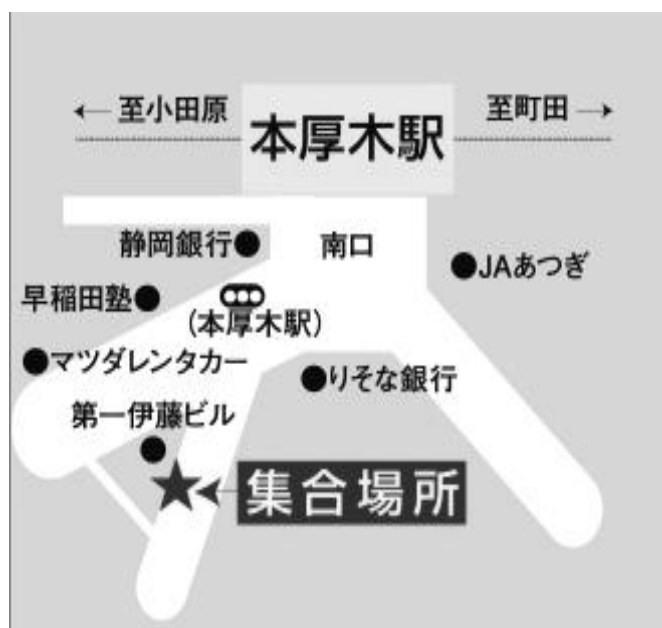 ←至小田原
本厚木駅
至町田→
静岡銀行●
南口
●JAあつぎ
早稲田塾●
(本厚木駅)
●マツダレンタカー
●りそな銀行
第一伊藤ビル
集合場所